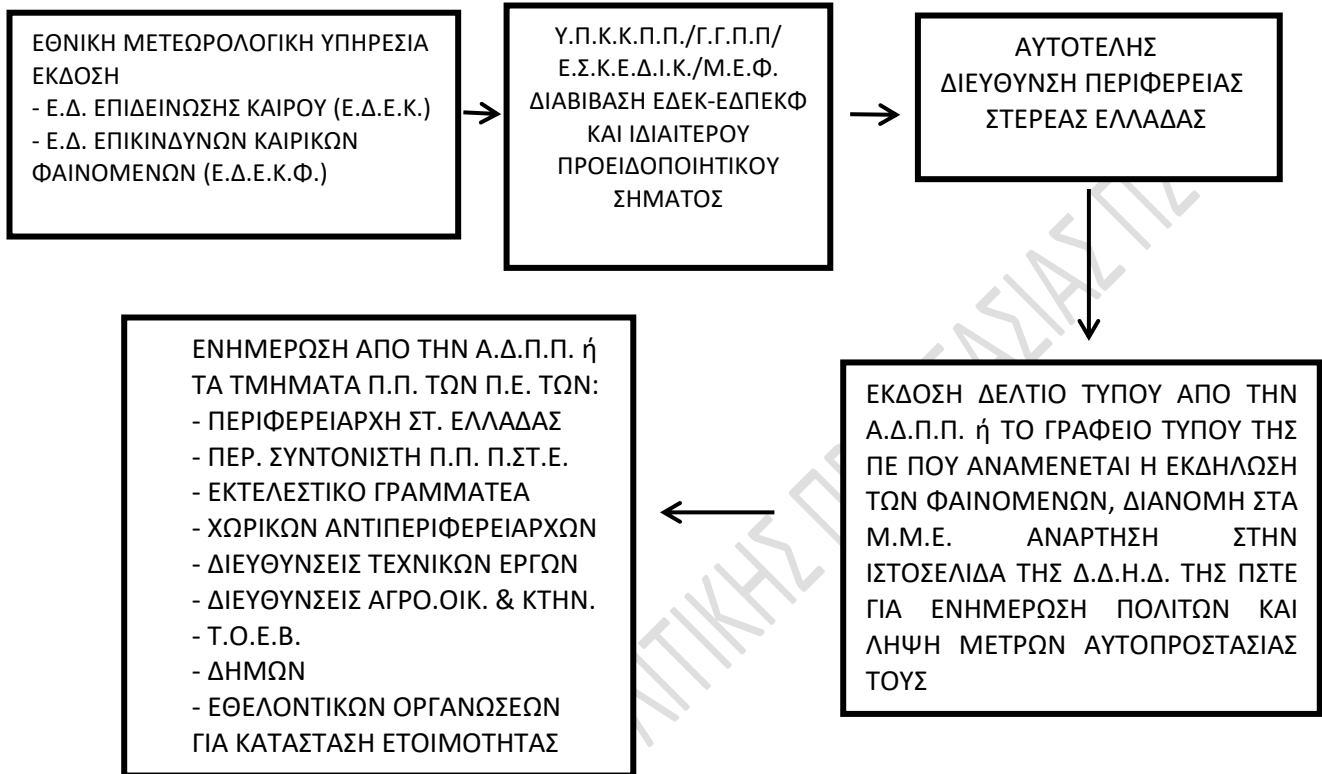 ΕΘΝΙΚΗ ΜΕΤΕΩΡΟΛΟΓΙΚΗ ΥΠΗΡΕΣΙΑ
ΕΚΔΟΣΗ
- Ε.Δ. ΕΠΙΔΕΙΝΩΣΗΣ ΚΑΙΡΟΥ (Ε.Δ.Ε.Κ.)
- Ε.Δ. ΕΠΙΚΙΝΔΥΝΩΝ ΚΑΙΡΙΚΩΝ
ΦΑΙΝΟΜΕΝΩΝ (Ε.Δ.Ε.Κ.Φ.)
Υ.Π.Κ.Κ.Π.Π./Γ.Γ.Π.Π/
Ε.Σ.Κ.Ε.Δ.Ι.Κ./Μ.Ε.Φ.
ΔΙΑΒΙΒΑΣΗ ΕΔΕΚ-ΕΔΠΕΚΦ
ΚΑΙ ΙΔΙΑΙΤΕΡΟΥ
ΠΡΟΕΙΔΟΠΟΙΗΤΙΚΟΥ
ΣΗΜΑΤΟΣ
ΑΥΤΟΤΕΛΗΣ
ΔΙΕΥΘΥΝΣΗ ΠΕΡΙΦΕΡΕΙΑΣ
ΣΤΕΡΕΑΣ ΕΛΛΑΔΑΣ
ΕΚΔΟΣΗ ΔΕΛΤΙΟ ΤΥΠΟΥ ΑΠΟ ΤΗΝ
Α.Δ.Π.Π. ή ΤΟ ΓΡΑΦΕΙΟ ΤΥΠΟΥ ΤΗΣ
ΠΕ ΠΟΥ ΑΝΑΜΕΝΕΤΑΙ Η ΕΚΔΗΛΩΣΗ
ΤΩΝ ΦΑΙΝΟΜΕΝΩΝ, ΔΙΑΝΟΜΗ ΣΤΑ
Μ.Μ.Ε. ΑΝΑΡΤΗΣΗ ΣΤΗΝ
ΙΣΤΟΣΕΛΙΔΑ ΤΗΣ Δ.Δ.Η.Δ. ΤΗΣ ΠΣΤΕ
ΓΙΑ ΕΝΗΜΕΡΩΣΗ ΠΟΛΙΤΩΝ ΚΑΙ
ΛΗΨΗ ΜΕΤΡΩΝ ΑΥΤΟΠΡΟΣΤΑΣΙΑΣ
ΤΟΥΣ
ΕΝΗΜΕΡΩΣΗ ΑΠΟ ΤΗΝ Α.Δ.Π.Π. ή
ΤΑ ΤΜΗΜΑΤΑ Π.Π. ΤΩΝ Π.Ε. ΤΩΝ:
- ΠΕΡΙΦΕΡΕΙΑΡΧΗ ΣΤ. ΕΛΛΑΔΑΣ
- ΠΕΡ. ΣΥΝΤΟΝΙΣΤΗ Π.Π. Π.ΣΤ.Ε.
- ΕΚΤΕΛΕΣΤΙΚΟ ΓΡΑΜΜΑΤΕΑ
- ΧΩΡΙΚΩΝ ΑΝΤΙΠΕΡΙΦΕΡΕΙΑΡΧΩΝ
- ΔΙΕΥΘΥΝΣΕΙΣ ΤΕΧΝΙΚΩΝ ΕΡΓΩΝ
- ΔΙΕΥΘΥΝΣΕΙΣ ΑΓΡΟ.ΟΙΚ. & ΚΤΗΝ.
- Τ.Ο.Ε.Β.
- ΔΗΜΩΝ
- ΕΘΕΛΟΝΤΙΚΩΝ ΟΡΓΑΝΩΣΕΩΝ
ΓΙΑ ΚΑΤΑΣΤΑΣΗ ΕΤΟΙΜΟΤΗΤΑΣ